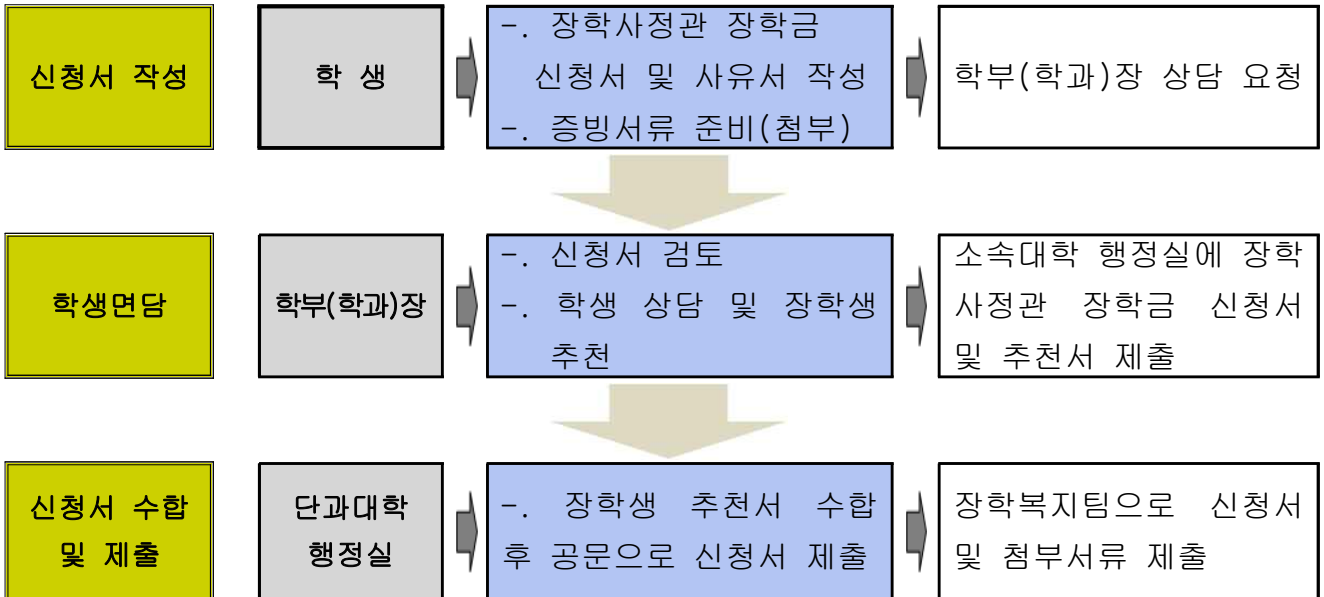 신청서 작성
학 생
-. 장학사정관 장학금
신청서 및 사유서 작성
-. 증빙서류 준비(첨부)
학부(학과)장 상담 요청
학생면담
학부(학과)장
-. 신청서 검토
-. 학생 상담 및 장학생
추천
소속대학 행정실에 장학
사정관 장학금 신청서
및 추천서 제출
신청서 수합
및 제출
단과대학
행정실
-. 장학생 추천서 수합
후 공문으로 신청서 제출
장학복지팀으로 신청서
및 첨부서류 제출